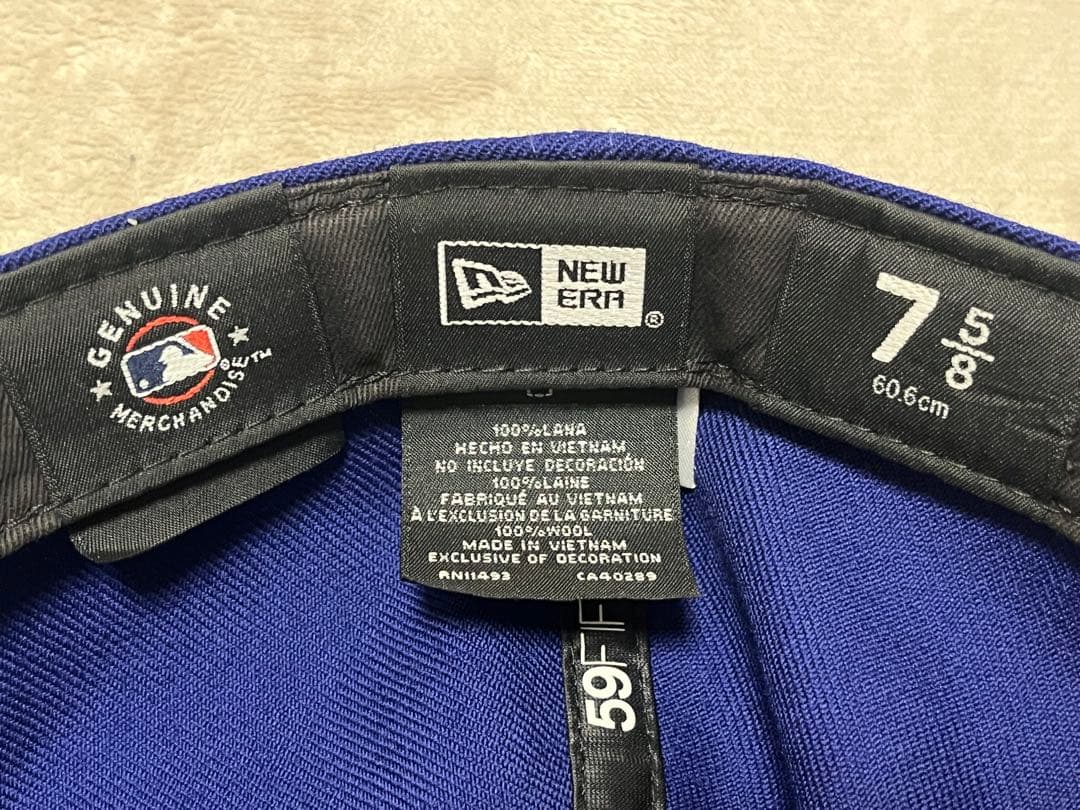 GENUINE
MERCHANDISE™
®
NEW
ERA
®
7 5/8
60.6cm
100%LANA
HECHO EN VIETNAM
NO INCLUYE DECORACIÓN
100%LAINE
FABRIQUÉ AU VIETNAM
À L'EXCLUSION DE LA GARNITURE
100%WOOL
MADE IN VIETNAM
EXCLUSIVE OF DECORATION
RN11493 CA40289
59FIF